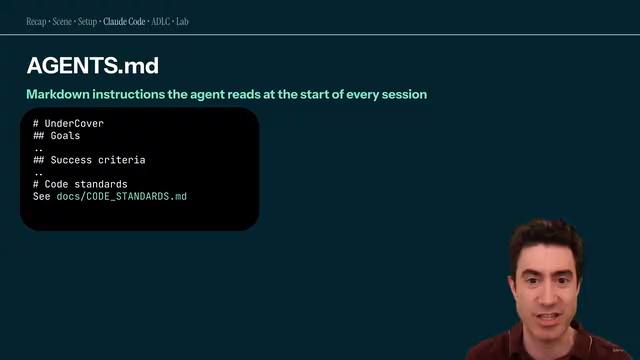 Recap • Scene • Setup • Claude Code • ADLC • Lab
AGENTS.md
Markdown instructions the agent reads at the start of every session
# UnderCover
## Goals
..
## Success criteria
..
# Code standards
See docs/CODE_STANDARDS.md